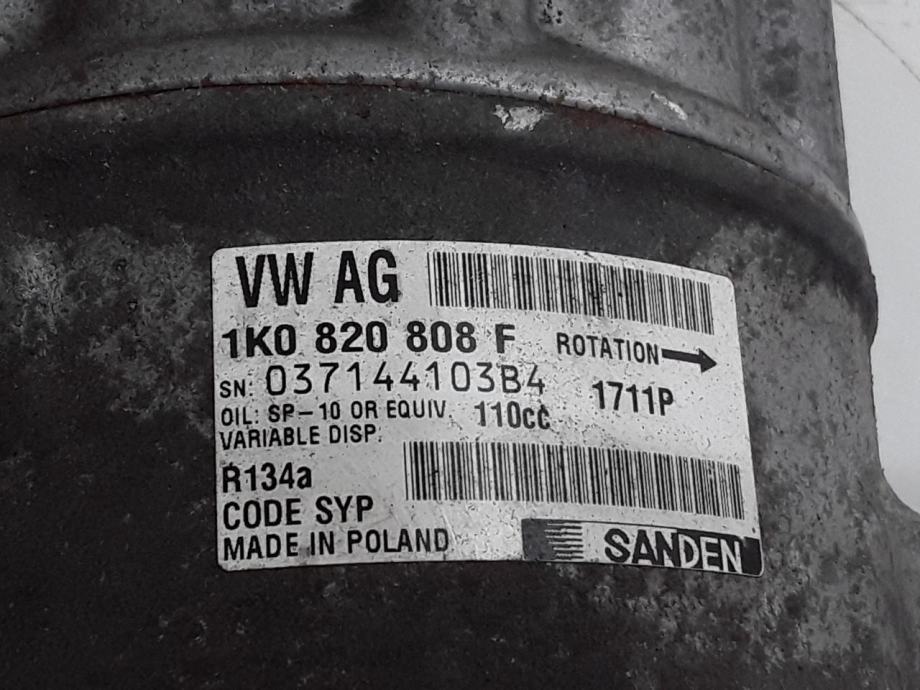 VW AG
1K0 820 808 F ROTATION
SN: 037144103B4 1711P
OIL: SP-10 OR EQUIV. 110cc
VARIABLE DISP.
R134a
CODE SYP
MADE IN POLAND SANDEN